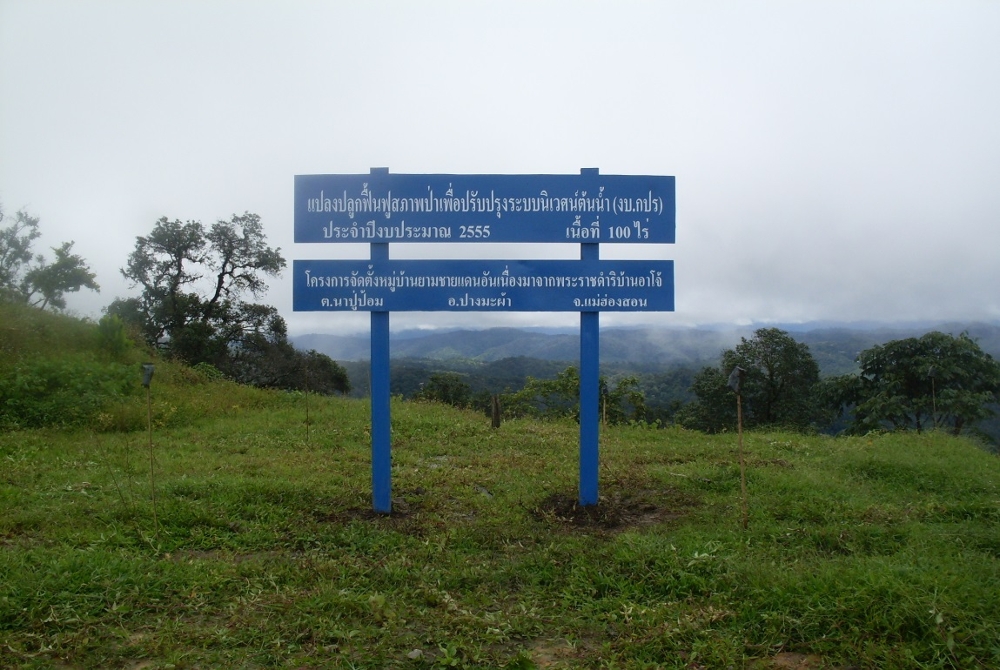 แปลงปลูกฟื้นฟูสภาพป่าเพื่อปรับปรุงระบบนิเวศน์ต้นน้ำ (งบ.กปร)
ประจำปีงบประมาณ 2555 เนื้อที่ 100 ไร่
โครงการจัดตั้งหมู่บ้านยามชายแดนอันเนื่องมาจากพระราชดำริบ้านอาโจ้
ต.นาปู่ป้อม อ.ปางมะผ้า จ.แม่ฮ่องสอน